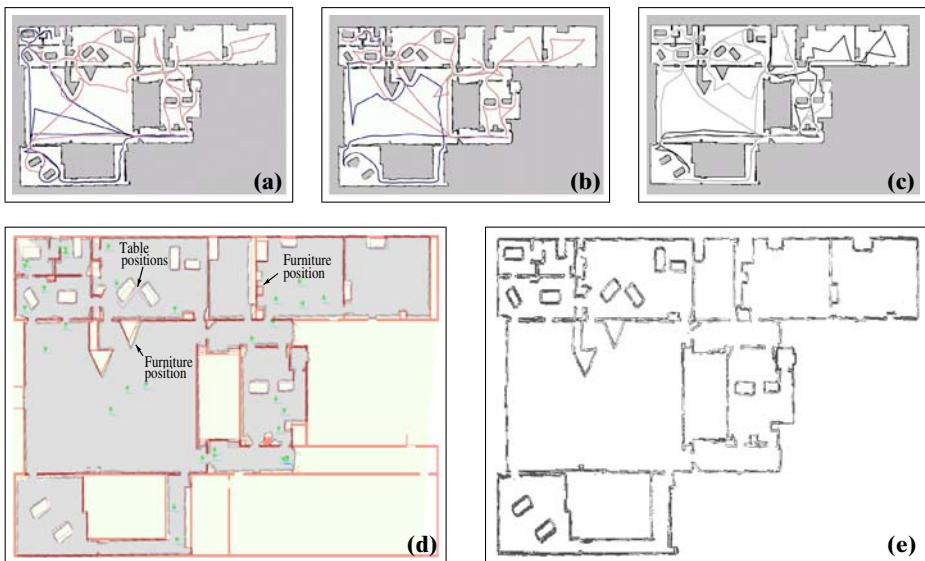 (a)
(b)
(c)
Table
positions
Furniture
position
Furniture
position
(d)
(e)